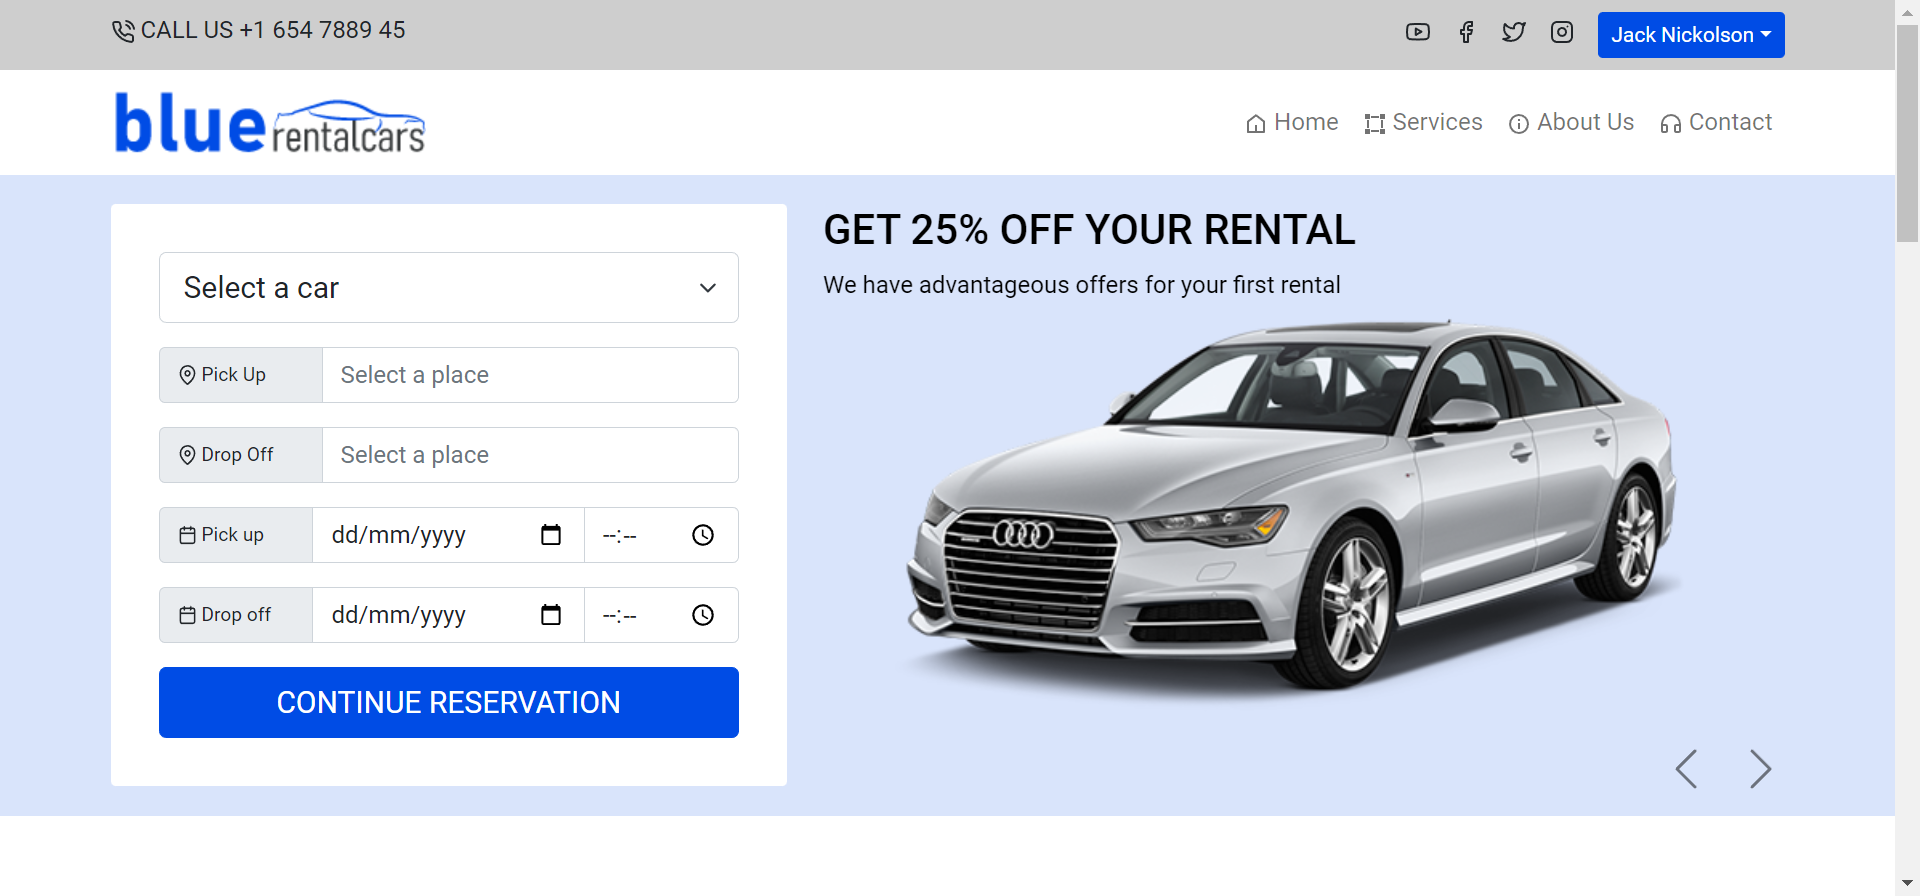 CALL US +1 654 7889 45
Jack Nickolson
blue rentalcars
Home
Services
About Us
Contact
Select a car
Pick Up
Select a place
Drop Off
Select a place
Pick up
dd/mm/yyyy
--:--
Drop off
dd/mm/yyyy
--:--
CONTINUE RESERVATION
GET 25% OFF YOUR RENTAL
We have advantageous offers for your first rental